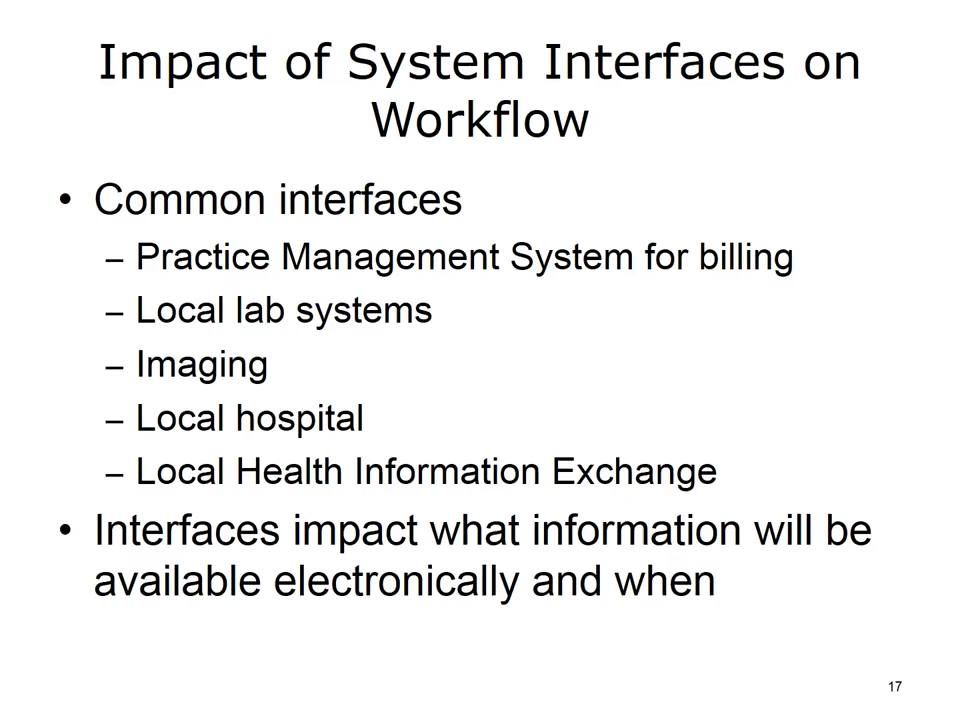 Impact of System Interfaces on
Workflow
• Common interfaces
– Practice Management System for billing
– Local lab systems
– Imaging
– Local hospital
– Local Health Information Exchange
• Interfaces impact what information will be
available electronically and when
17